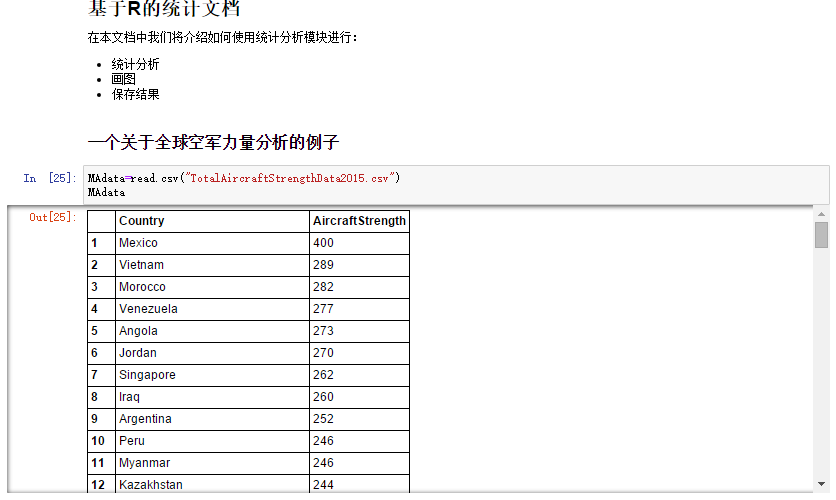 基于R的统计文档
在本文档中我们将介绍如何使用统计分析模块进行：
统计分析
画图
保存结果
一个关于全球空军力量分析的例子
In [25]: MAdata=read.csv("TotalAircraftStrengthData2015.csv")
MAdata
Out[25]:
Country AircraftStrength
1 Mexico 400
2 Vietnam 289
3 Morocco 282
4 Venezuela 277
5 Angola 273
6 Jordan 270
7 Singapore 262
8 Iraq 260
9 Argentina 252
10 Peru 246
11 Myanmar 246
12 Kazakhstan 244